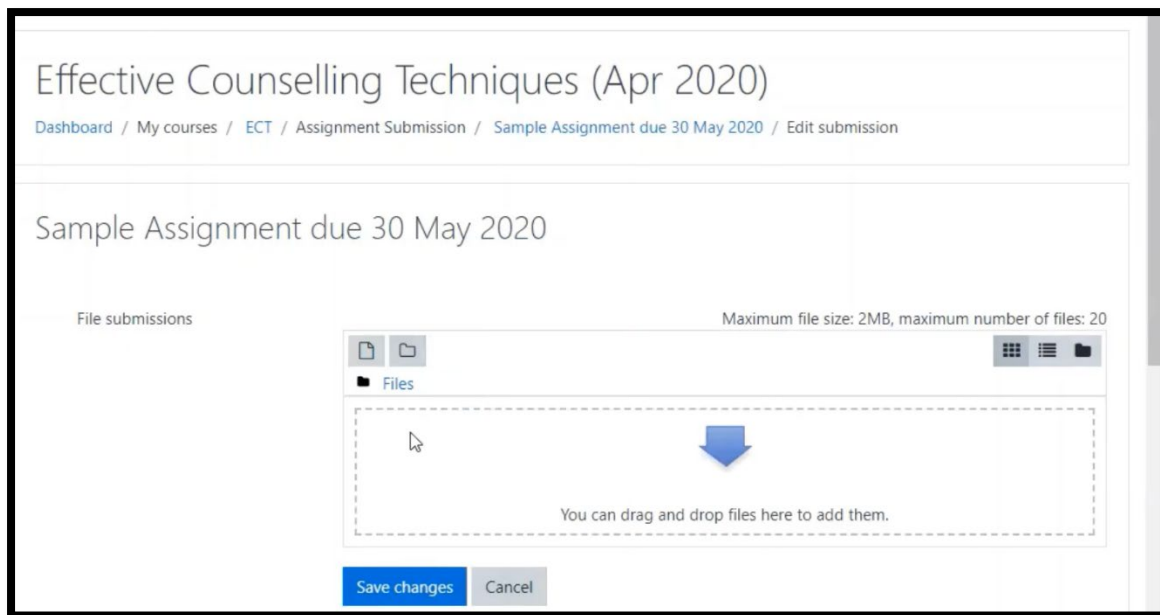 Effective Counselling Techniques (Apr 2020)
Dashboard / My courses / ECT / Assignment Submission / Sample Assignment due 30 May 2020 / Edit submission
Sample Assignment due 30 May 2020
File submissions
Maximum file size: 2MB, maximum number of files: 20
Files
You can drag and drop files here to add them.
Save changes Cancel